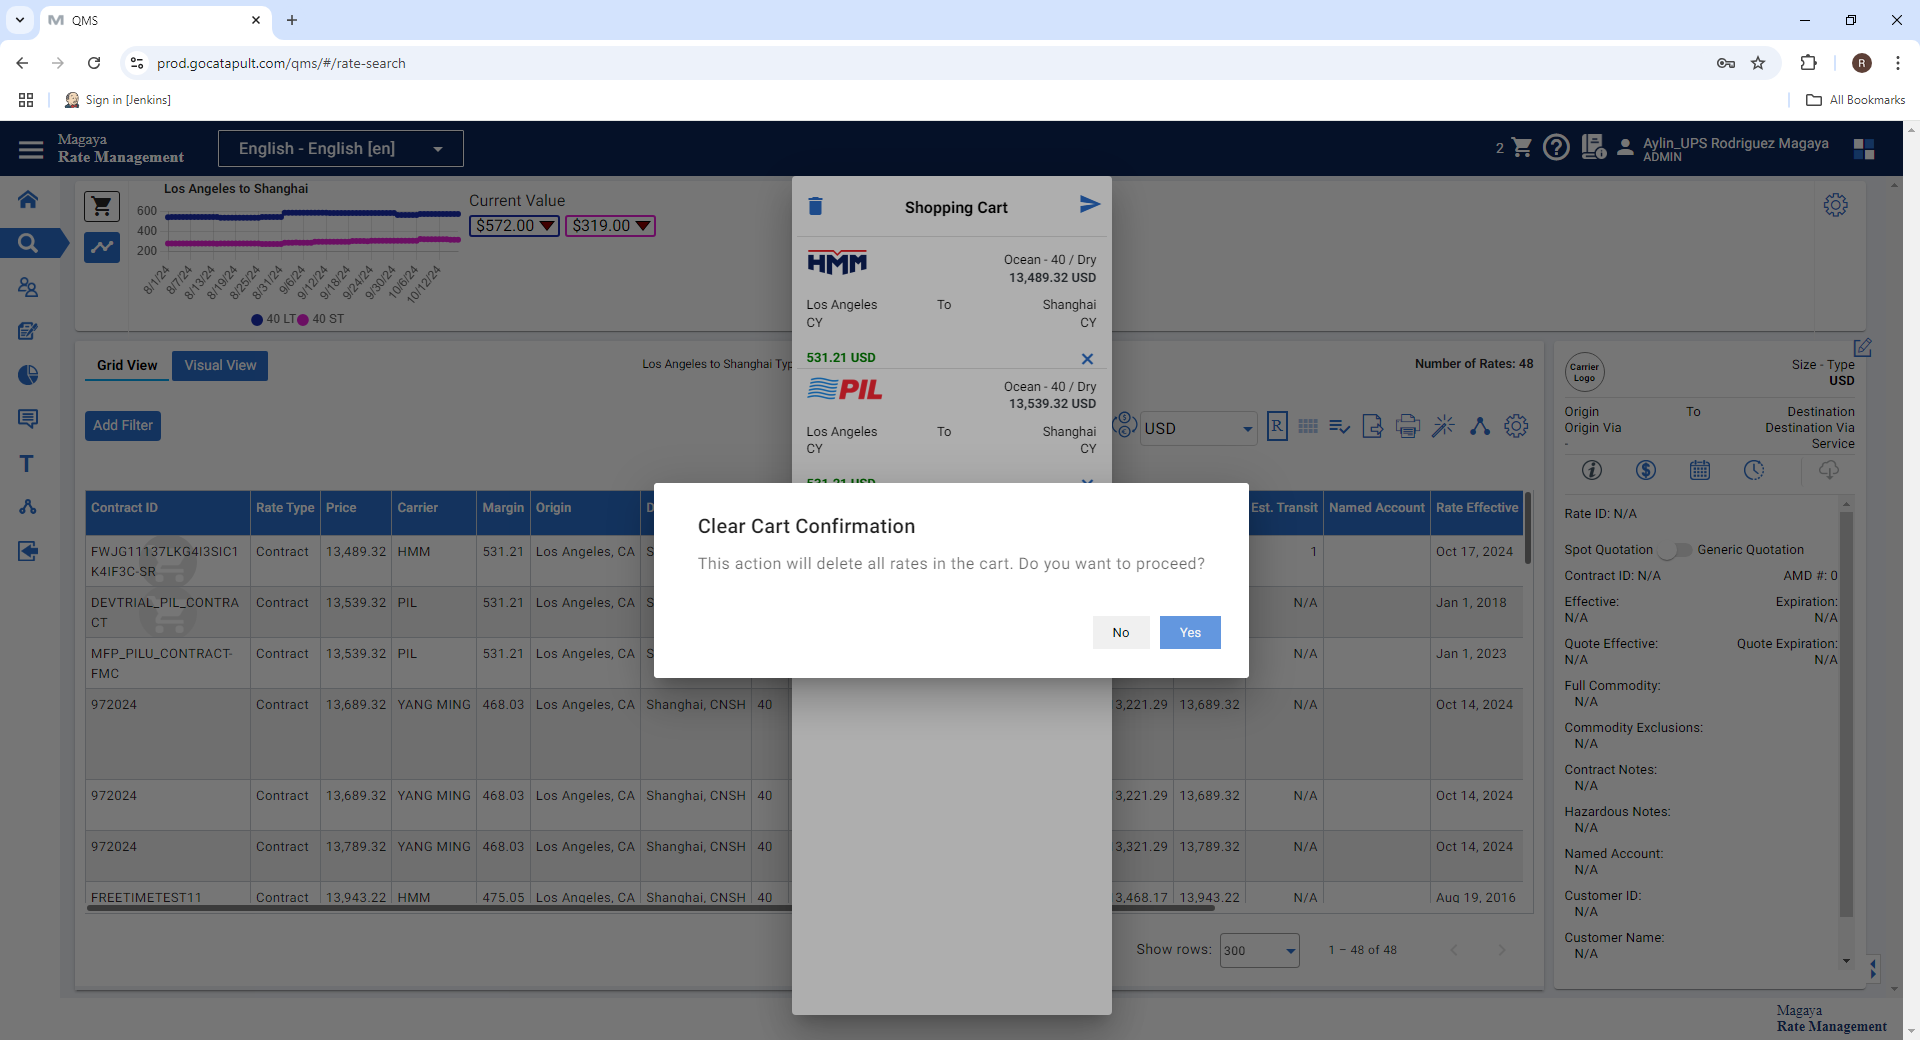 QMS
prod.gocatapult.com/qms/#/rate-search
R
Sign in [Jenkins]
All Bookmarks
Magaya
Rate Management
English - English [en]
2
Aylin_UPS Rodriguez Magaya
ADMIN
Los Angeles to Shanghai
600
400
200
8/1/24
8/7/24
8/13/24
8/19/24
8/25/24
8/31/24
9/6/24
9/12/24
9/18/24
9/24/24
9/30/24
10/6/24
10/12/24
40 LT
40 ST
Current Value
$572.00
$319.00
Shopping Cart
HMM
Ocean - 40 / Dry
13,489.32 USD
Los Angeles To Shanghai
CY CY
531.21 USD
PIL
Ocean - 40 / Dry
13,539.32 USD
Los Angeles To Shanghai
CY CY
531.21 USD
Grid View
Visual View
Los Angeles to Shanghai
Number of Rates: 48
Add Filter
USD
R
Contract ID Rate Type Price Carrier Margin Origin Est. Transit Named Account Rate Effective
FWJG11137LKG4I3SIC1 Contract 13,489.32 HMM 531.21 Los Angeles, CA 1 Oct 17, 2024
K4IF3C-SR
DEVTRIAL_PIL_CONTRA Contract 13,539.32 PIL 531.21 Los Angeles, CA N/A Jan 1, 2018
CT
MFP_PILU_CONTRACT- Contract 13,539.32 PIL 531.21 Los Angeles, CA N/A Jan 1, 2023
FMC
972024 Contract 13,689.32 YANG MING 468.03 Los Angeles, CA Shanghai, CNSH 40 3,221.29 13,689.32 N/A Oct 14, 2024
972024 Contract 13,689.32 YANG MING 468.03 Los Angeles, CA Shanghai, CNSH 40 3,221.29 13,689.32 N/A Oct 14, 2024
972024 Contract 13,789.32 YANG MING 468.03 Los Angeles, CA Shanghai, CNSH 40 3,321.29 13,789.32 N/A Oct 14, 2024
FREETIMETEST11 Contract 13,943.22 HMM 475.05 Los Angeles, CA Shanghai, CNSH 40 3,468.17 13,943.22 N/A Aug 19, 2016
Show rows: 300 1 – 48 of 48
Clear Cart Confirmation
This action will delete all rates in the cart. Do you want to proceed?
No
Yes
Carrier
Logo
Size - Type
USD
Origin To Destination
Origin Via Destination Via
- Service
Rate ID: N/A
Spot Quotation Generic Quotation
Contract ID: N/A AMD #: 0
Effective: Expiration:
N/A N/A
Quote Effective: Quote Expiration:
N/A N/A
Full Commodity:
N/A
Commodity Exclusions:
N/A
Contract Notes:
N/A
Hazardous Notes:
N/A
Named Account:
N/A
Customer ID:
N/A
Customer Name:
N/A
Magaya
Rate Management